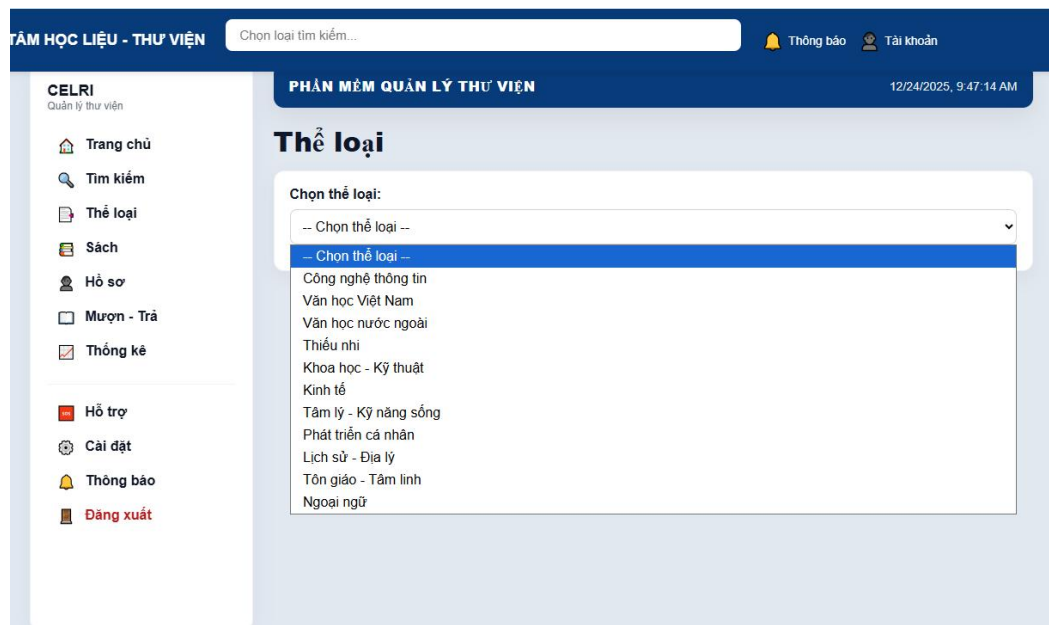 TÂM HỌC LIỆU - THƯ VIỆN
Chọn loại tìm kiếm...
Thông báo
Tài khoản
CELRI
Quản lý thư viện
Trang chủ
Tìm kiếm
Thể loại
Sách
Hồ sơ
Mượn - Trả
Thống kê
Hỗ trợ
Cài đặt
Thông báo
Đăng xuất
PHẦN MỀM QUẢN LÝ THƯ VIỆN
12/24/2025, 9:47:14 AM
Thể loại
Chọn thể loại:
-- Chọn thể loại --
-- Chọn thể loại --
Công nghệ thông tin
Văn học Việt Nam
Văn học nước ngoài
Thiếu nhi
Khoa học - Kỹ thuật
Kinh tế
Tâm lý - Kỹ năng sống
Phát triển cá nhân
Lịch sử - Địa lý
Tôn giáo - Tâm linh
Ngoại ngữ